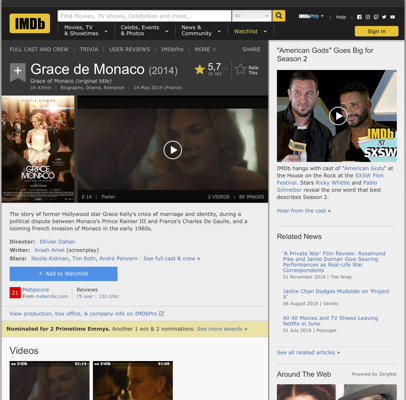 IMDb
Find Movies, TV shows, Celebrities and more...
All
Movies, TV & Showtimes
Celebs, Events & Photos
News & Community
Watchlist
IMDbPro
Help
Sign in
FULL CAST AND CREW | TRIVIA | USER REVIEWS | IMDbPro | MORE
SHARE
Grace de Monaco (2014)
Grace of Monaco (original title)
1h 43min | Biography, Drama, Romance | 14 May 2014 (France)
5,7
Rate This
GRACE
MONACO
2:14 | Trailer
2 VIDEOS | 88 IMAGES
The story of former Hollywood star Grace Kelly's crisis of marriage and identity, during a
political dispute between Monaco's Prince Rainier III and France's Charles De Gaulle, and a
looming French invasion of Monaco in the early 1960s.
Director: Olivier Dahan
Writer: Arash Amol (screenplay)
Stars: Nicole Kidman, Tim Roth, André Penvern | See full cast & crew »
+ Add to Watchlist
21
Metascore
From metacritic.com
Reviews
75 user | 132 critic
View production, box office, & company info on IMDbPro
Nominated for 2 Primetime Emmys. Another 1 win & 2 nominations. See more awards »
Videos
02:14
01:08
"American Gods" Goes Big for
Season 2
IMDb
AT
SXSW
IMDb hangs with cast of "American Gods" at
the House on the Rock at the SXSW Film
Festival. Stars Ricky Whittle and Pablo
Schreiber reveal the one word that best
describes Season 2.
Hear from the cast »
Related News
'A Private War' Film Review: Rosamund
Pike and Jamie Dornan Give Searing
Performances as Real-Life War
Correspondents
01 November 2018 | The Wrap
Jackie Chan Dodges Mudslide on 'Project
X'
08 August 2018 | Variety
All 40 Movies and TV Shows Leaving
Netflix in June
01 July 2018 | Popsugar
See all related articles »
Around The Web
Powered by ZergNet